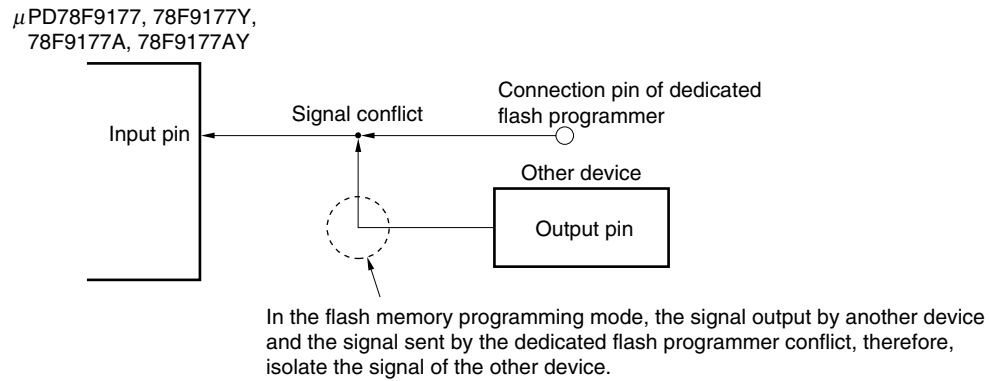 μPD78F9177, 78F9177Y,
78F9177A, 78F9177AY
Connection pin of dedicated
flash programmer
Signal conflict
Input pin
Other device
Output pin
In the flash memory programming mode, the signal output by another device
and the signal sent by the dedicated flash programmer conflict, therefore,
isolate the signal of the other device.